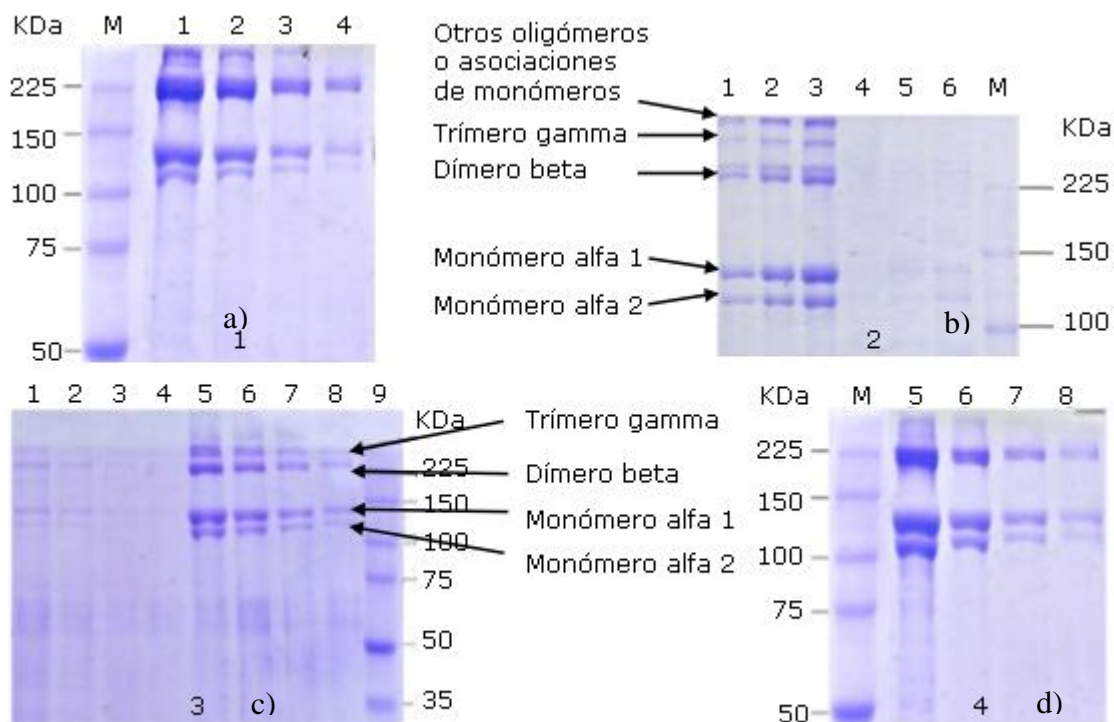 KDa M 1 2 3 4
225
150
100
75
50
a)
1
Otros oligómeros
o asociaciones
de monómeros
Trímero gamma
Dímero beta
Monómero alfa 1
Monómero alfa 2
1 2 3 4 5 6 M
KDa
225
150
100
b)
2
1 2 3 4 5 6 7 8 9
KDa
225
150
100
75
50
35
3 c)
Trímero gamma
Dímero beta
Monómero alfa 1
Monómero alfa 2
KDa M 5 6 7 8
225
150
100
75
50
4 d)